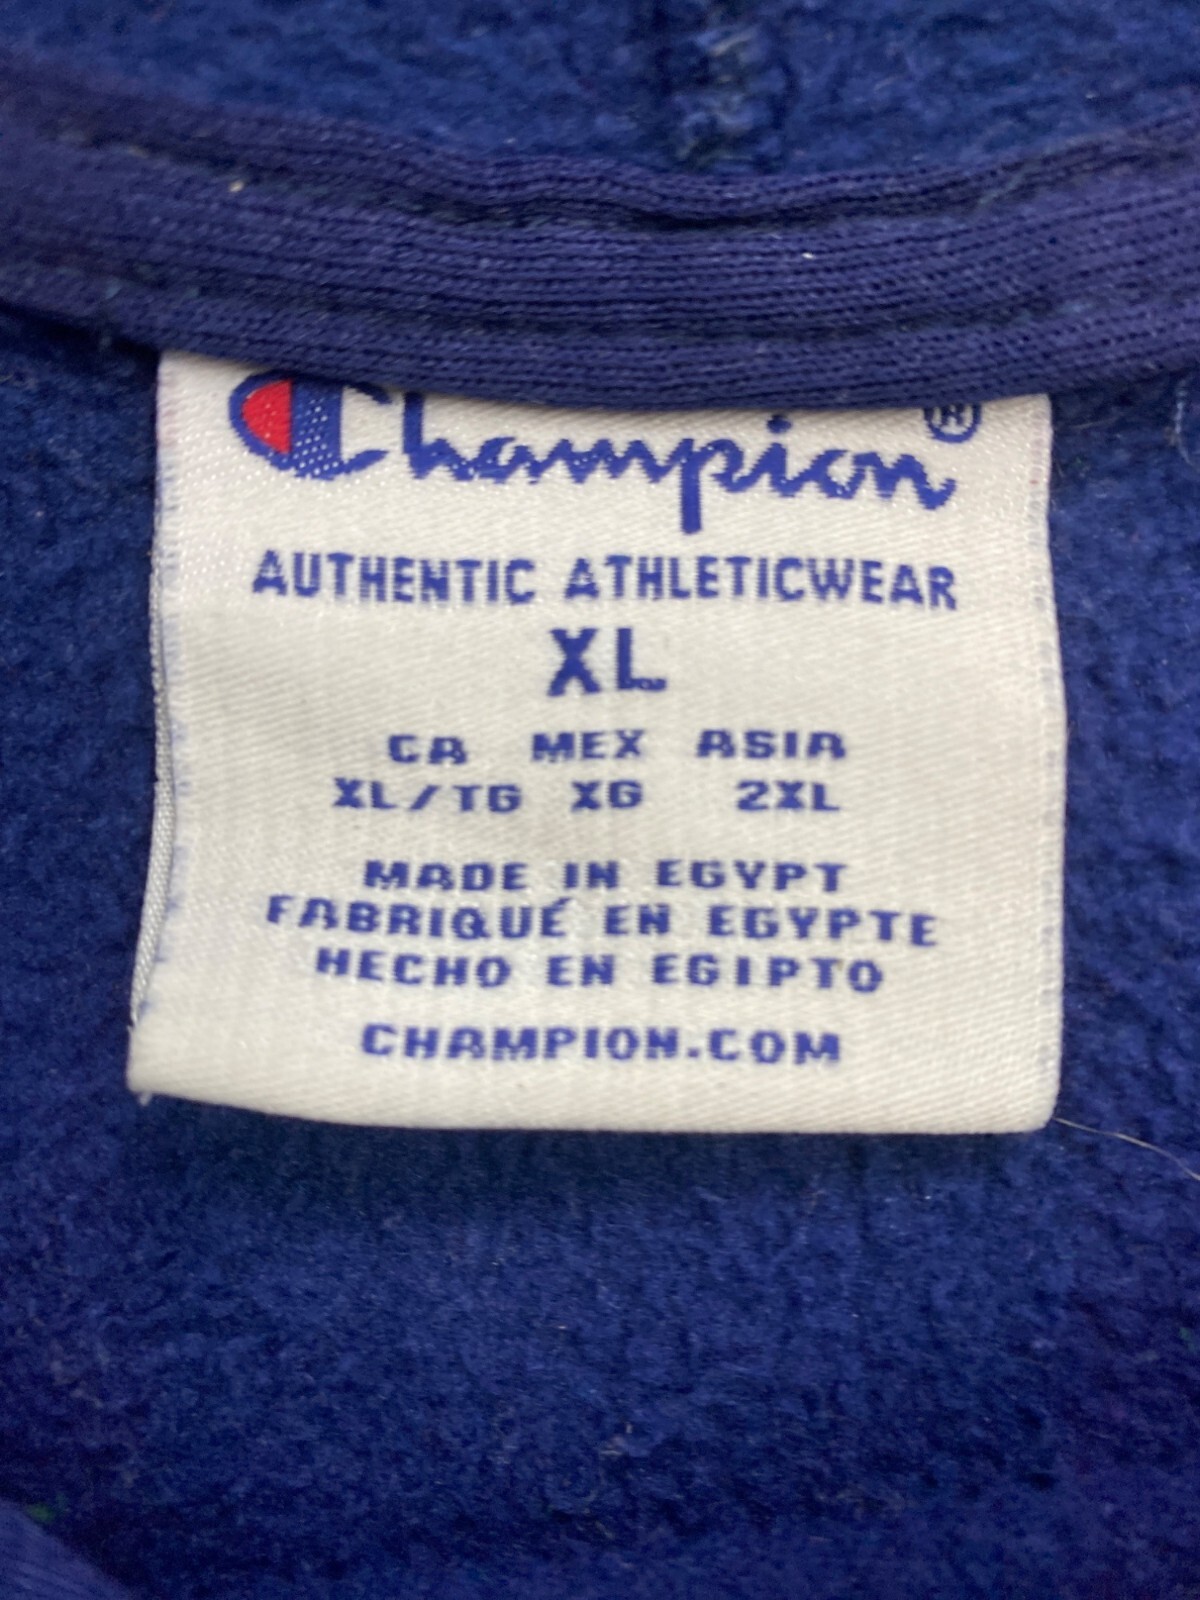 Champion®
AUTHENTIC ATHLETICWEAR
XL
CA MEX ASIA
XL/TG XG 2XL
MADE IN EGYPT
FABRIQUÉ EN EGYPTE
HECHO EN EGIPTO
CHAMPION.COM